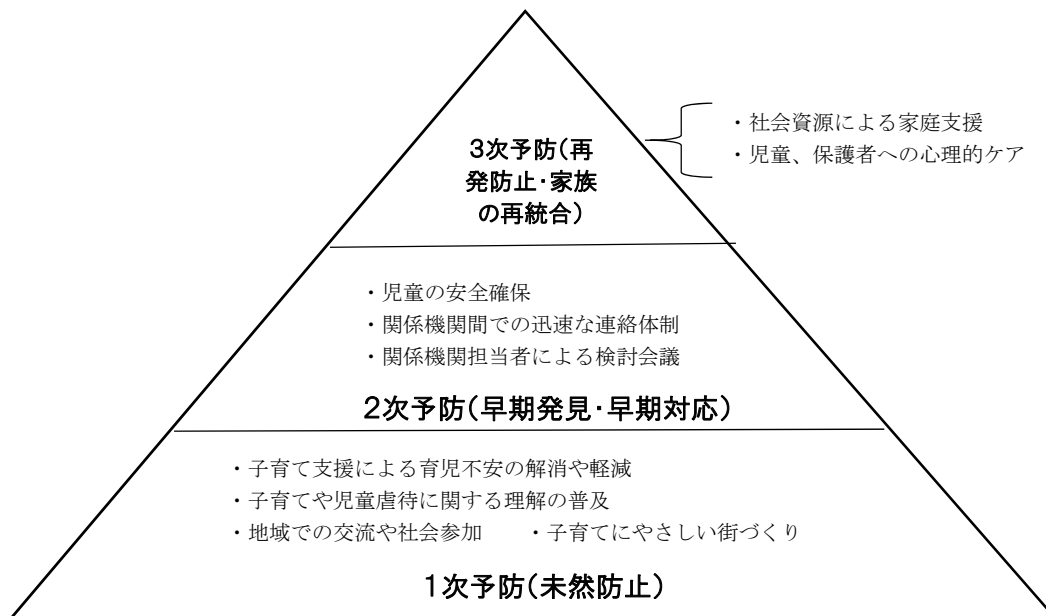 3次予防(再
発防止・家族
の再統合)
・社会資源による家庭支援
・児童、保護者への心理的ケア
・児童の安全確保
・関係機関間での迅速な連絡体制
・関係機関担当者による検討会議
2次予防(早期発見・早期対応)
・子育て支援による育児不安の解消や軽減
・子育てや児童虐待に関する理解の普及
・地域での交流や社会参加　　・子育てにやさしい街づくり
1次予防(未然防止)